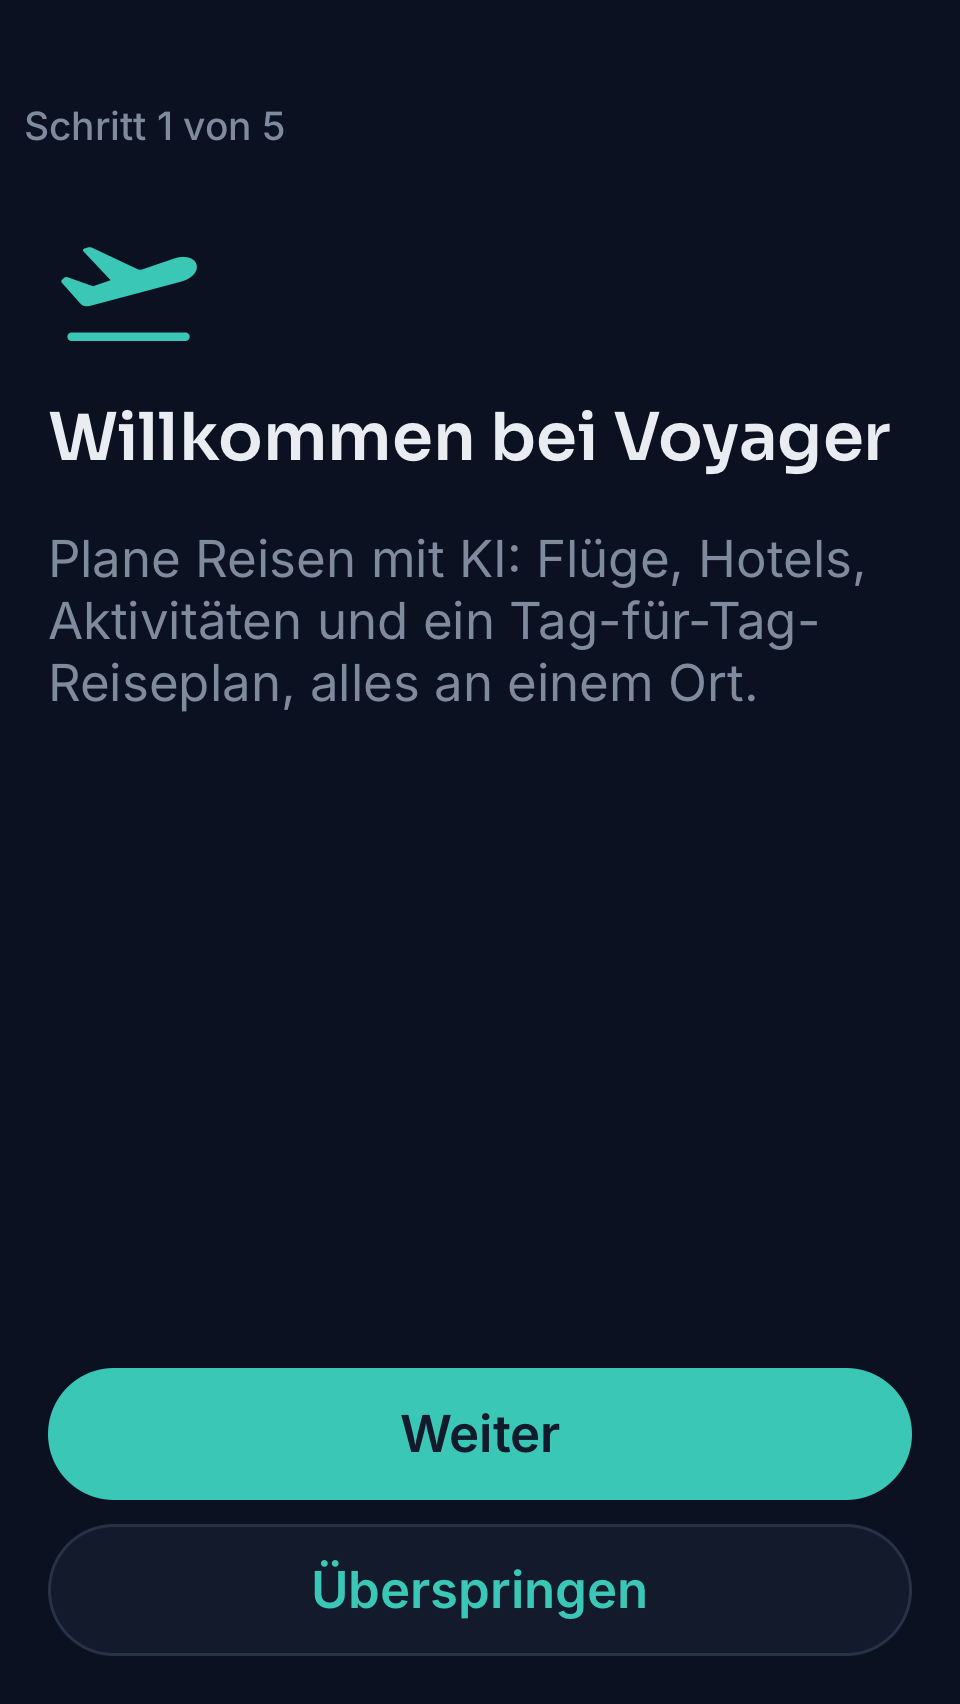 Schritt 1 von 5
Willkommen bei Voyager
Plane Reisen mit KI: Flüge, Hotels,
Aktivitäten und ein Tag-für-Tag-
Reiseplan, alles an einem Ort.
Weiter
Überspringen